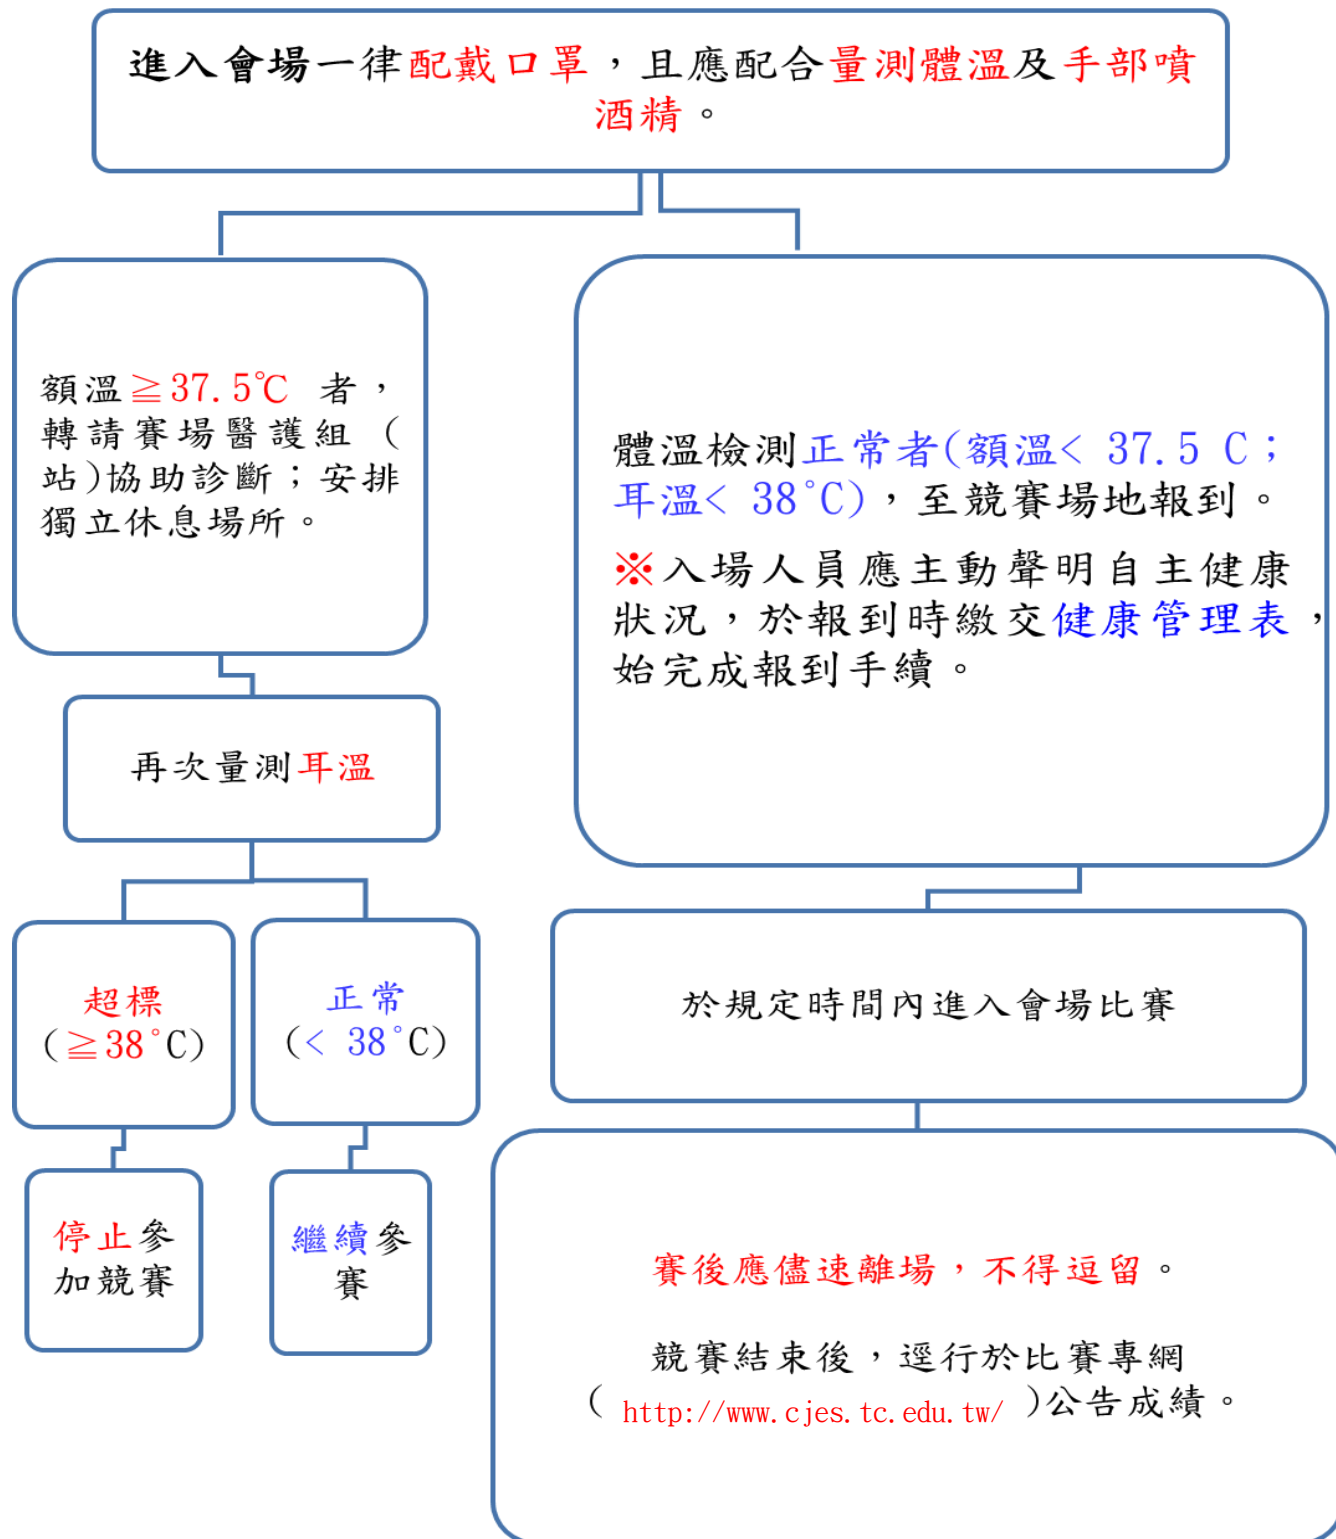 進入會場一律配戴口罩，且應配合量測體溫及手部噴
酒精。
額溫≧37.5℃ 者，
轉請賽場醫護組（
站)協助診斷；安排
獨立休息場所。
再次量測耳溫
超標
(≧38°C)
正常
(< 38°C)
停止參
加競賽
繼續參
賽
體溫檢測正常者(額溫< 37.5 C；
耳溫< 38°C)，至競賽場地報到。
※入場人員應主動聲明自主健康
狀況，於報到時繳交健康管理表，
始完成報到手續。
於規定時間內進入會場比賽
賽後應儘速離場，不得逗留。
競賽結束後，逕行於比賽專網
( http://www.cjes.tc.edu.tw/ )公告成績。